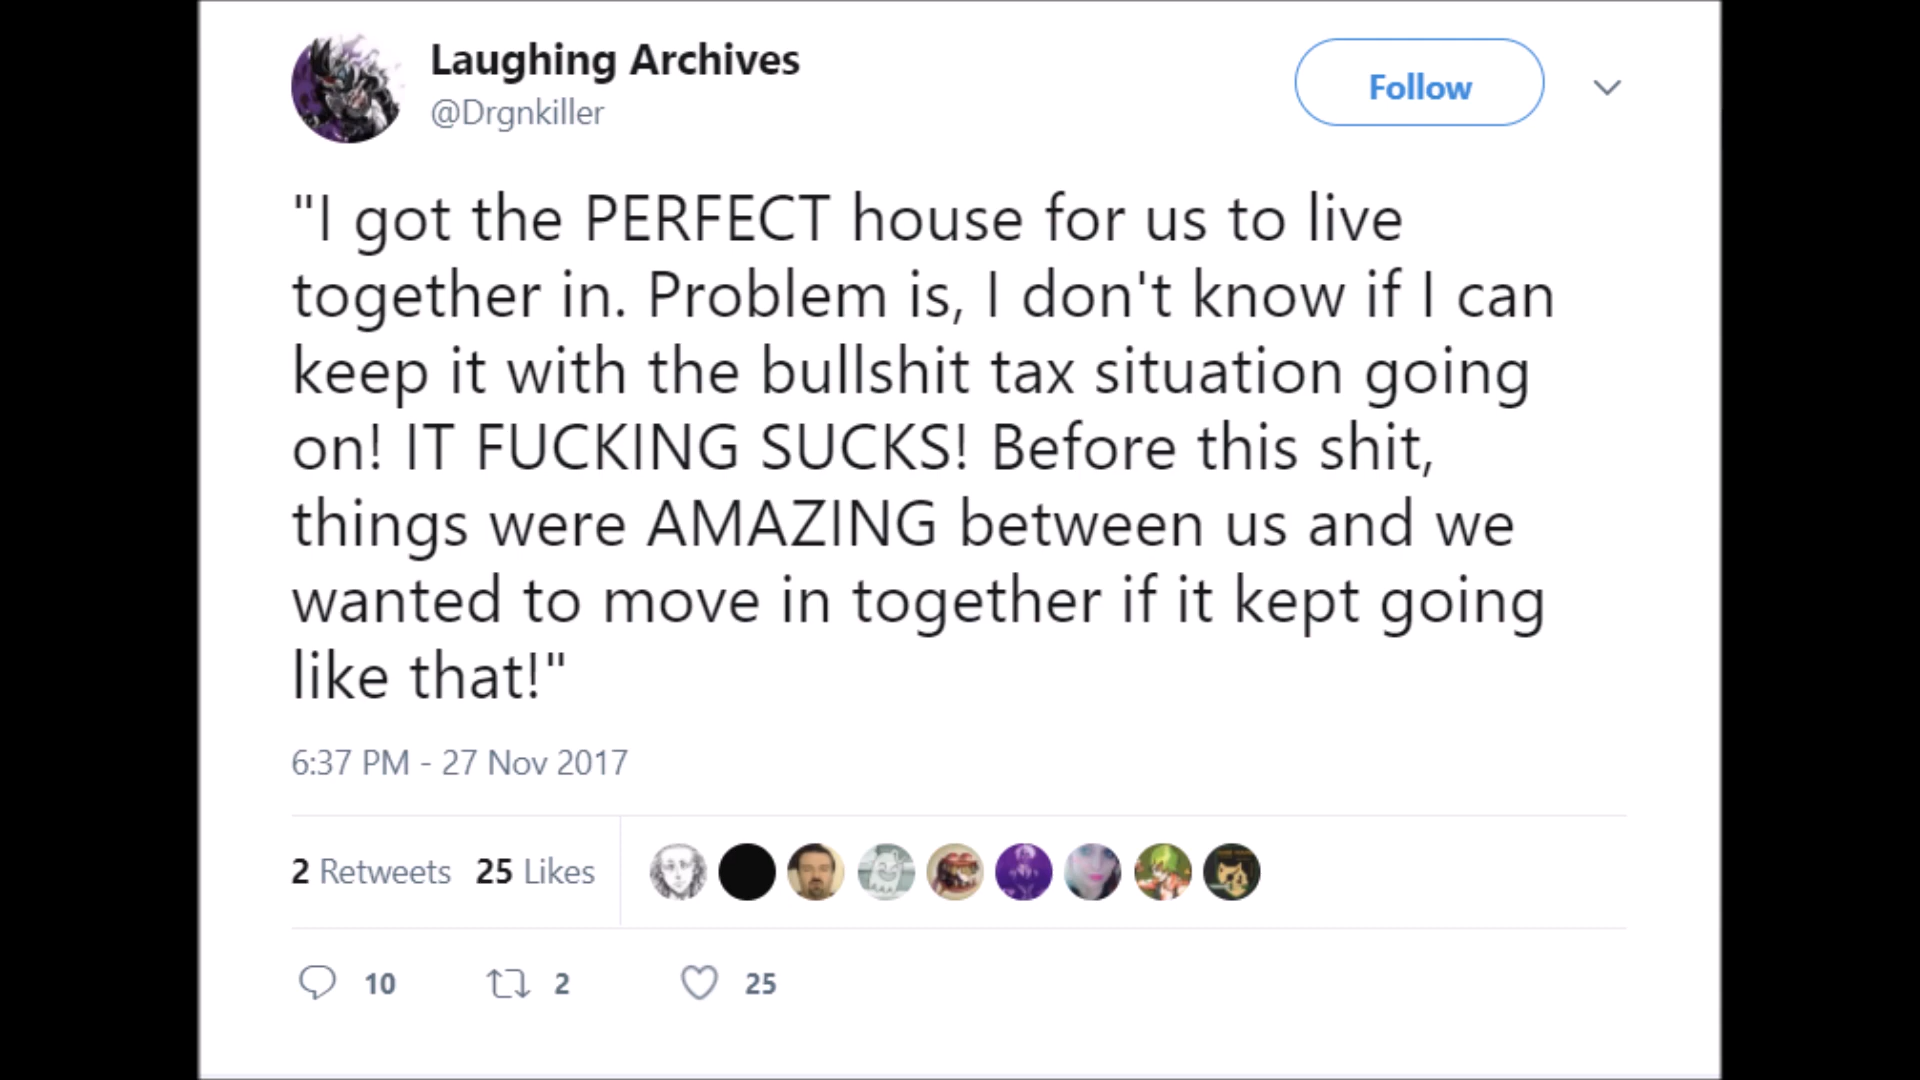 Laughing Archives
@Drgnkiller
Follow
"I got the PERFECT house for us to live
together in. Problem is, I don't know if I can
keep it with the bullshit tax situation going
on! IT FUCKING SUCKS! Before this shit,
things were AMAZING between us and we
wanted to move in together if it kept going
like that!"
6:37 PM - 27 Nov 2017
2 Retweets 25 Likes
10 2 25